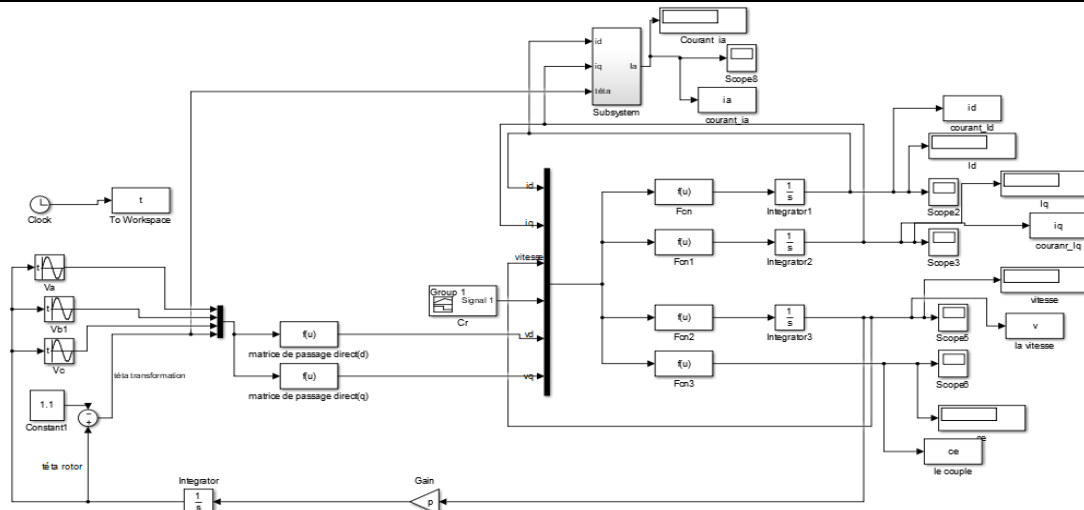 Courant ia
id
iq
téta
Ia
Subsystem
Scope8
ia
courant_ia
id
courant_Id
Id
Iq
iq
couranr_Iq
Scope2
Scope3
f(u)
Fcn
1
s
Integrator1
f(u)
Fcn1
1
s
Integrator2
id
iq
vitesse
Group 1
Signal 1
Cr
vd
vq
f(u)
Fcn2
1
s
Integrator3
f(u)
Fcn3
vitesse
v
la vitesse
Scope5
Scope6
ce
le couple
Clock
t
To Workspace
t
Va
t
Vb1
t
Vc
f(u)
matrice de passage direct(d)
f(u)
matrice de passage direct(q)
téta transformation
1.1
Constant1
−
+
téta rotor
Integrator
1
s
Gain
p